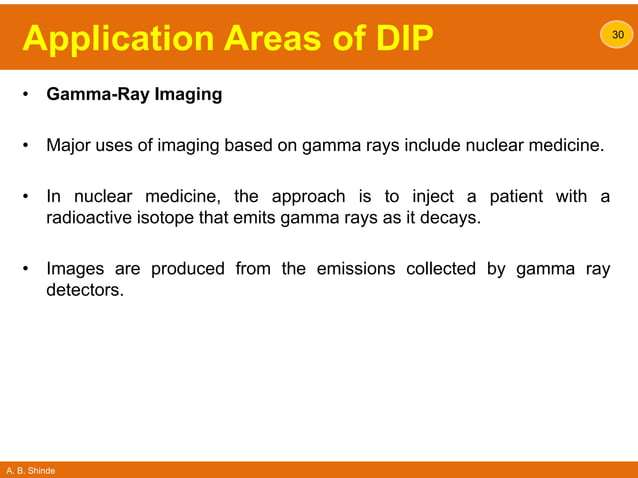 Application Areas of DIP
30
• Gamma-Ray Imaging
• Major uses of imaging based on gamma rays include nuclear medicine.
• In nuclear medicine, the approach is to inject a patient with a
radioactive isotope that emits gamma rays as it decays.
• Images are produced from the emissions collected by gamma ray
detectors.
A. B. Shinde